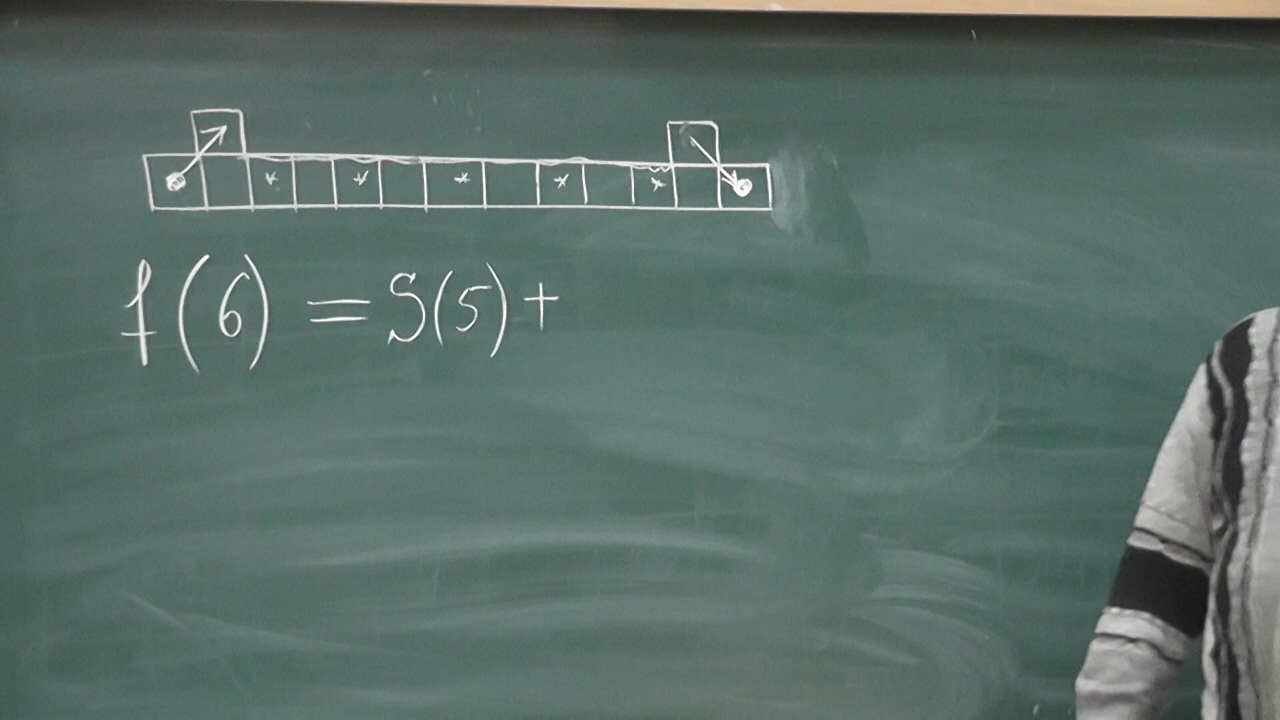 * * * * *
f(6) = S(5) +